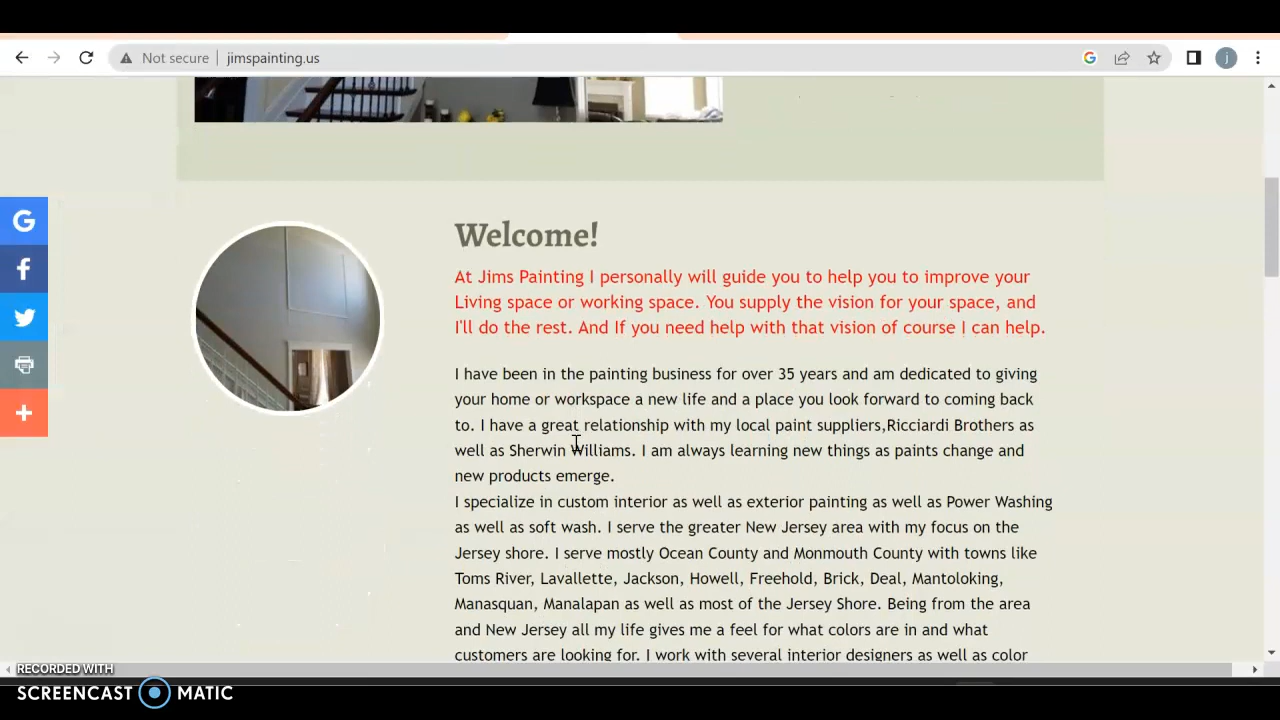 Not secure
jimspainting.us
G
j
G
f
Welcome!
At Jims Painting I personally will guide you to help you to improve your
Living space or working space. You supply the vision for your space, and
I'll do the rest. And If you need help with that vision of course I can help.
I have been in the painting business for over 35 years and am dedicated to giving
your home or workspace a new life and a place you look forward to coming back
to. I have a great relationship with my local paint suppliers,Ricciardi Brothers as
well as Sherwin Williams. I am always learning new things as paints change and
new products emerge.
I specialize in custom interior as well as exterior painting as well as Power Washing
as well as soft wash. I serve the greater New Jersey area with my focus on the
Jersey shore. I serve mostly Ocean County and Monmouth County with towns like
Toms River, Lavallette, Jackson, Howell, Freehold, Brick, Deal, Mantoloking,
Manasquan, Manalapan as well as most of the Jersey Shore. Being from the area
and New Jersey all my life gives me a feel for what colors are in and what
customers are looking for. I work with several interior designers as well as color
RECORDED WITH
SCREENCAST MATIC